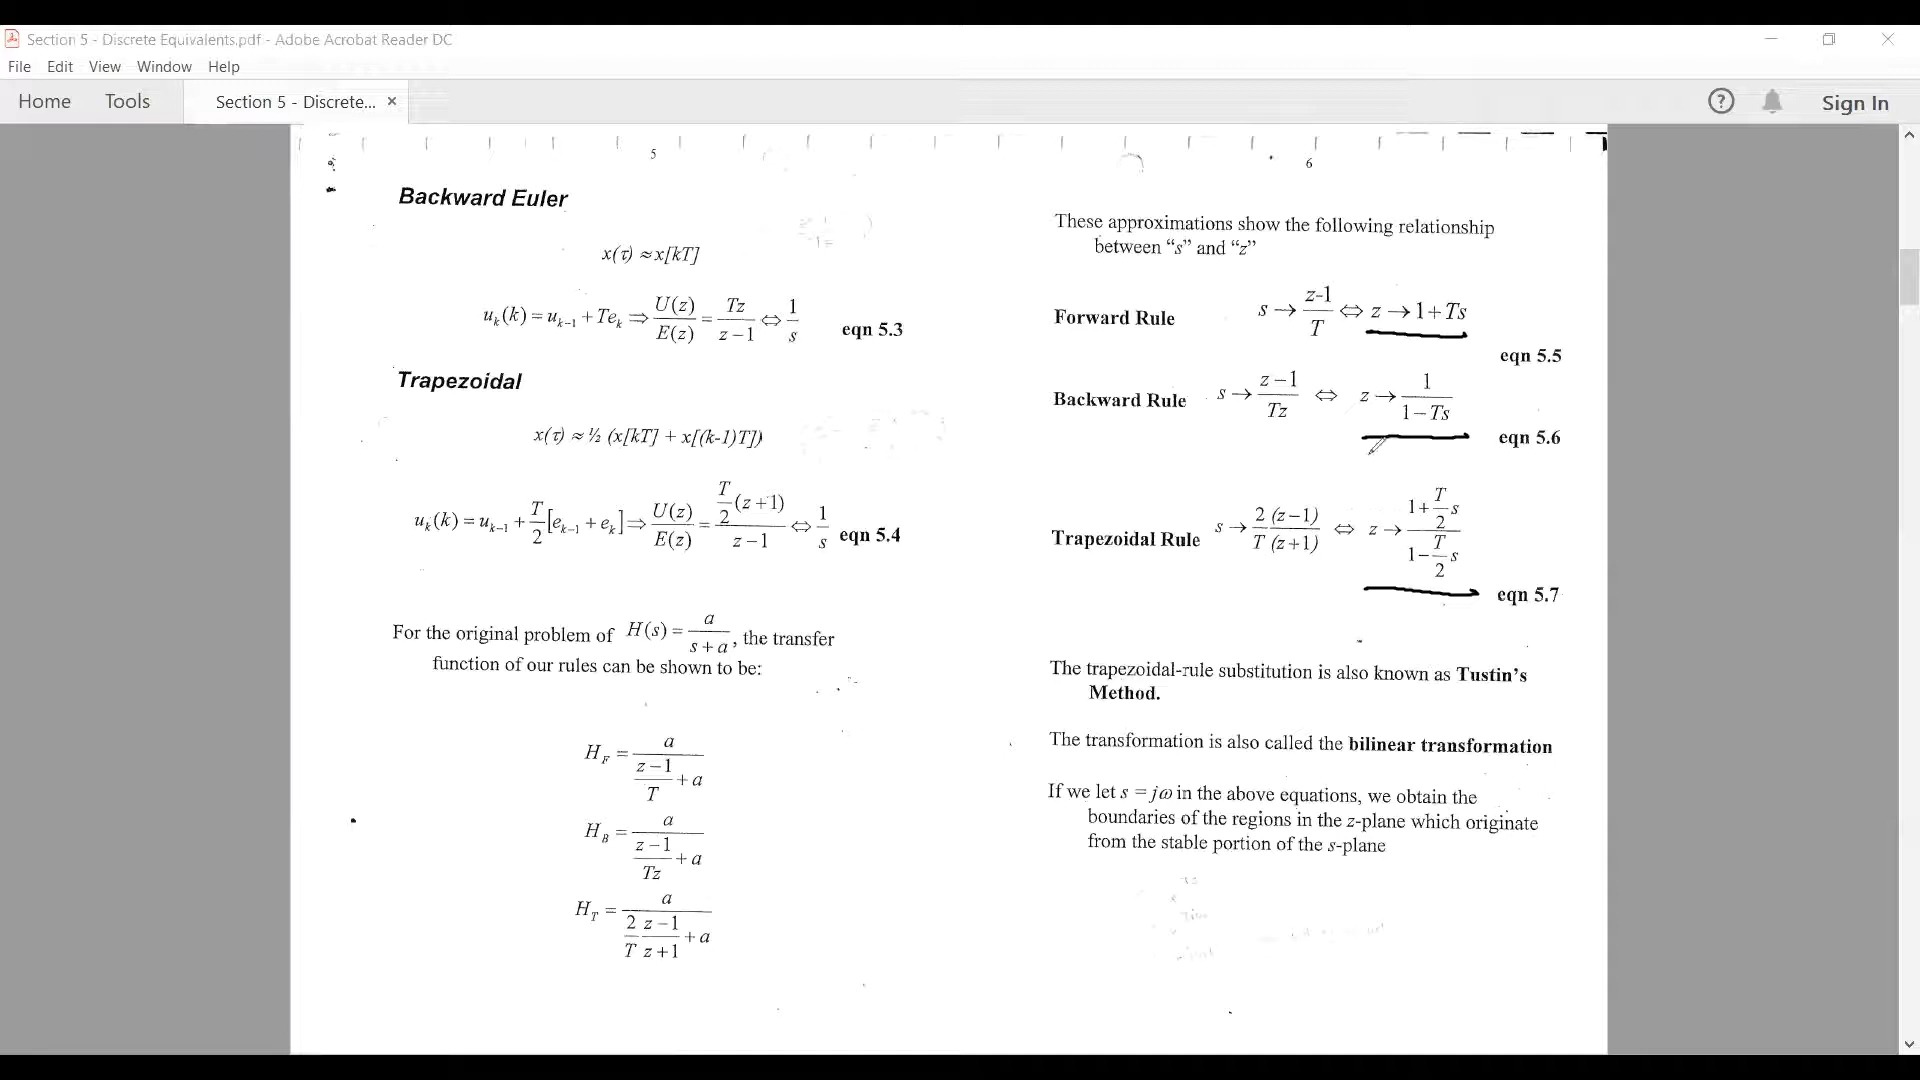 Section 5 - Discrete Equivalents.pdf - Adobe Acrobat Reader DC
File Edit View Window Help
Home Tools Section 5 - Discrete... × ? Sign In
5
Backward Euler
x(τ) ≈ x[kT]
u_k(k) = u_{k-1} + Te_k ⇒ U(z)/E(z) = Tz/(z−1) ⇔ 1/s eqn 5.3
Trapezoidal
x(τ) ≈ ½ (x[kT] + x[(k-1)T])
u_k(k) = u_{k-1} + T/2 [e_{k-1} + e_k] ⇒ U(z)/E(z) = (T/2 (z+1))/(z−1) ⇔ 1/s eqn 5.4
For the original problem of H(s) = a/(s+a), the transfer
function of our rules can be shown to be:
H_F = a/((z−1)/T + a)
H_B = a/((z−1)/Tz + a)
H_T = a/(2/T (z−1)/(z+1) + a)
6
These approximations show the following relationship
between “s” and “z”
Forward Rule s → (z-1)/T ⇔ z → 1+Ts
eqn 5.5
Backward Rule s → (z−1)/Tz ⇔ z → 1/(1−Ts)
eqn 5.6
Trapezoidal Rule s → 2 (z−1)/T (z+1) ⇔ z → (1+T/2 s)/(1−T/2 s)
eqn 5.7
The trapezoidal-rule substitution is also known as Tustin’s
Method.
The transformation is also called the bilinear transformation
If we let s = jω in the above equations, we obtain the
boundaries of the regions in the z-plane which originate
from the stable portion of the s-plane